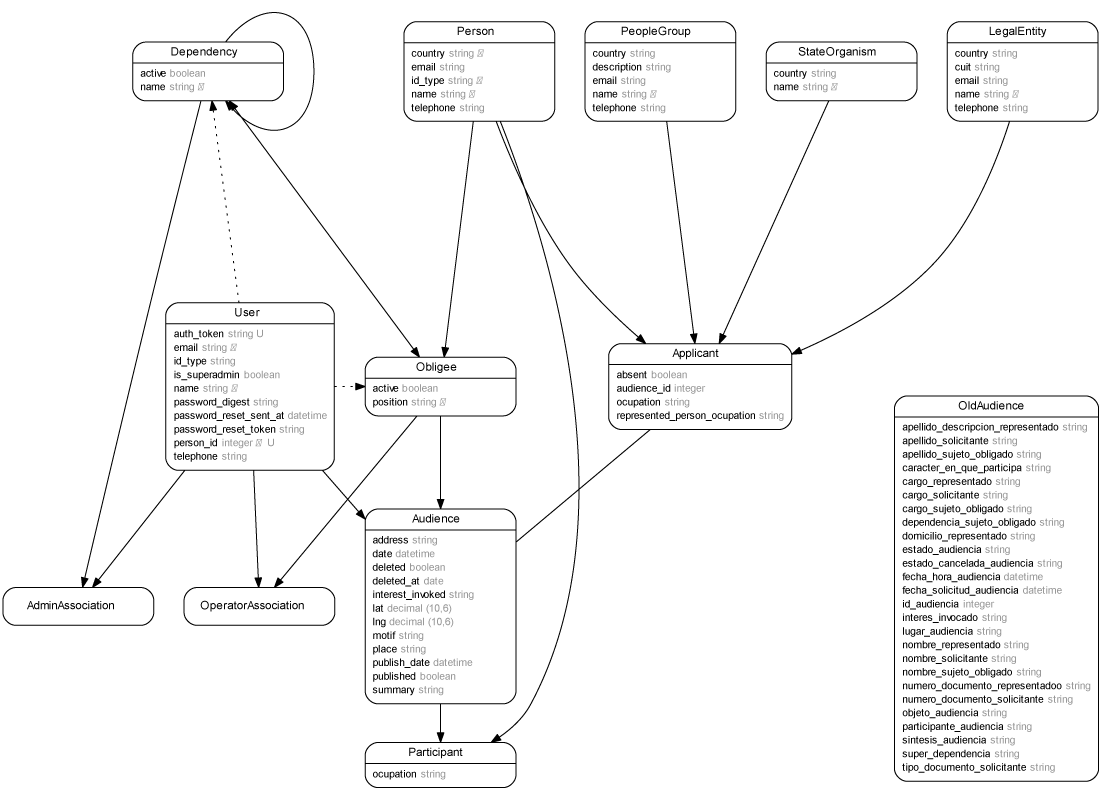 Dependency
active boolean
name string
Person
country string
email string
id_type string
name string
telephone string
PeopleGroup
country string
description string
email string
name string
telephone string
StateOrganism
country string
name string
LegalEntity
country string
cuit string
email string
name string
telephone string
User
auth_token string U
email string
id_type string
is_superadmin boolean
name string
password_digest string
password_reset_sent_at datetime
password_reset_token string
person_id integer U
telephone string
Obligee
active boolean
position string
Applicant
absent boolean
audience_id integer
ocupation string
represented_person_ocupation string
OldAudience
apellido_descripcion_representado string
apellido_solicitante string
apellido_sujeto_obligado string
caracter_en_que_participa string
cargo_representado string
cargo_solicitante string
cargo_sujeto_obligado string
dependencia_sujeto_obligado string
domicilio_representado string
estado_audiencia string
estado_cancelada_audiencia string
fecha_hora_audiencia datetime
fecha_solicitud_audiencia datetime
id_audiencia integer
interes_invocado string
lugar_audiencia string
nombre_representado string
nombre_solicitante string
nombre_sujeto_obligado string
numero_documento_representadoo string
numero_documento_solicitante string
objeto_audiencia string
participante_audiencia string
sintesis_audiencia string
super_dependencia string
tipo_documento_solicitante string
Audience
address string
date datetime
deleted boolean
deleted_at date
interest_invoked string
lat decimal (10,6)
lng decimal (10,6)
motif string
place string
publish_date datetime
published boolean
summary string
AdminAssociation
OperatorAssociation
Participant
ocupation string